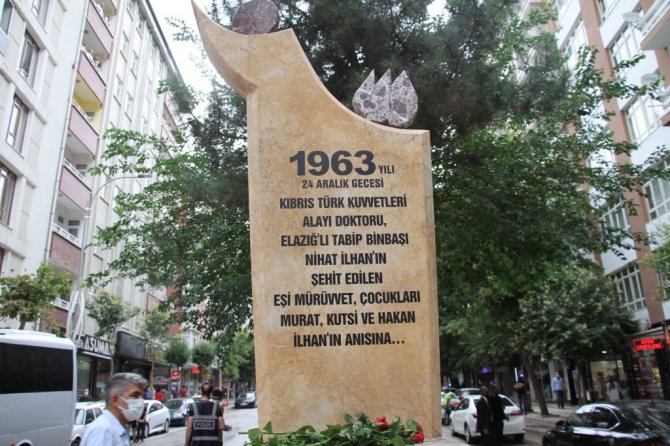 1963 YILI
24 ARALIK GECESİ
KIBRIS TÜRK KUVVETLERİ
ALAYI DOKTORU,
ELAZIĞ'LI TABİP BİNBAŞI
NİHAT İLHAN'IN
ŞEHİT EDİLEN
EŞİ MÜRÜVVET, ÇOCUKLARI
MURAT, KUTSİ VE HAKAN
İLHAN'IN ANISINA...
POLİS